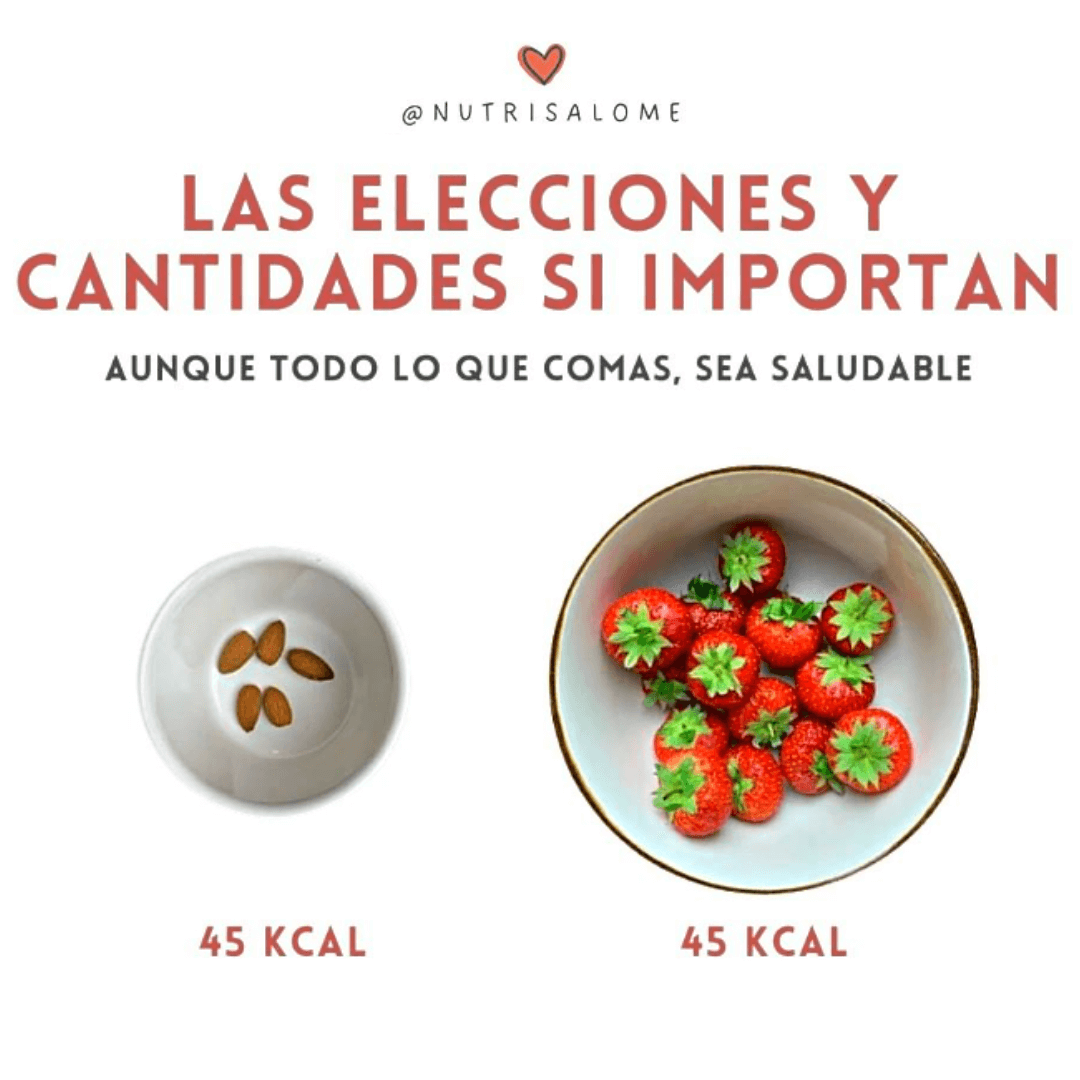 @NUTRISALOME
LAS ELECCIONES Y
CANTIDADES SI IMPORTAN
AUNQUE TODO LO QUE COMAS, SEA SALUDABLE
45 KCAL
45 KCAL